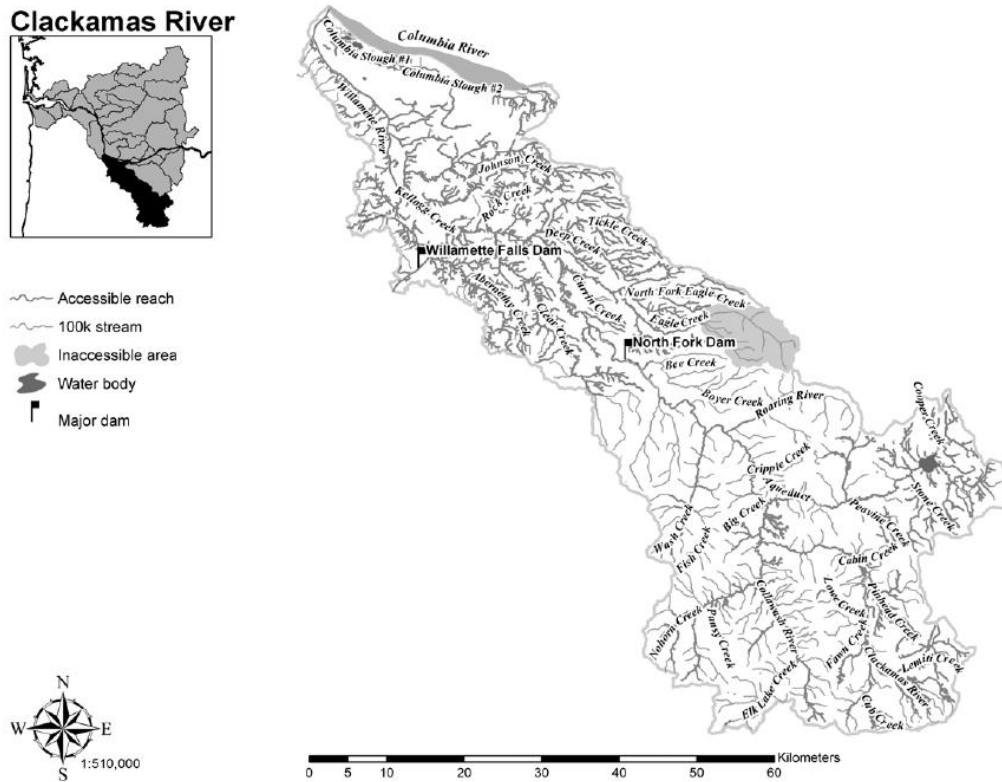 Clackamas River
Columbia River
Columbia Slough #1
Columbia Slough #2
Willamette River
Johnson Creek
Rock Creek
Kellogg Creek
Tickle Creek
Deep Creek
Willamette Falls Dam
Abernethy Creek
Clear Creek
Currin Creek
North Fork Eagle Creek
Eagle Creek
North Fork Dam
Bee Creek
Boyer Creek
Roaring River
Cooper Creek
Cripple Creek
Aqueduct
Stone Creek
Peavine Creek
Big Creek
Wash Creek
Fish Creek
Cabin Creek
Collawash River
Lowe Creek
Pinhead Creek
Nohorn Creek
Pansy Creek
Fawn Creek
Clackamas River
Lemiti Creek
Elk Lake Creek
Cub Creek
Accessible reach
100k stream
Inaccessible area
Water body
Major dam
N
W E
S
1:510,000
Kilometers
0 5 10 20 30 40 50 60